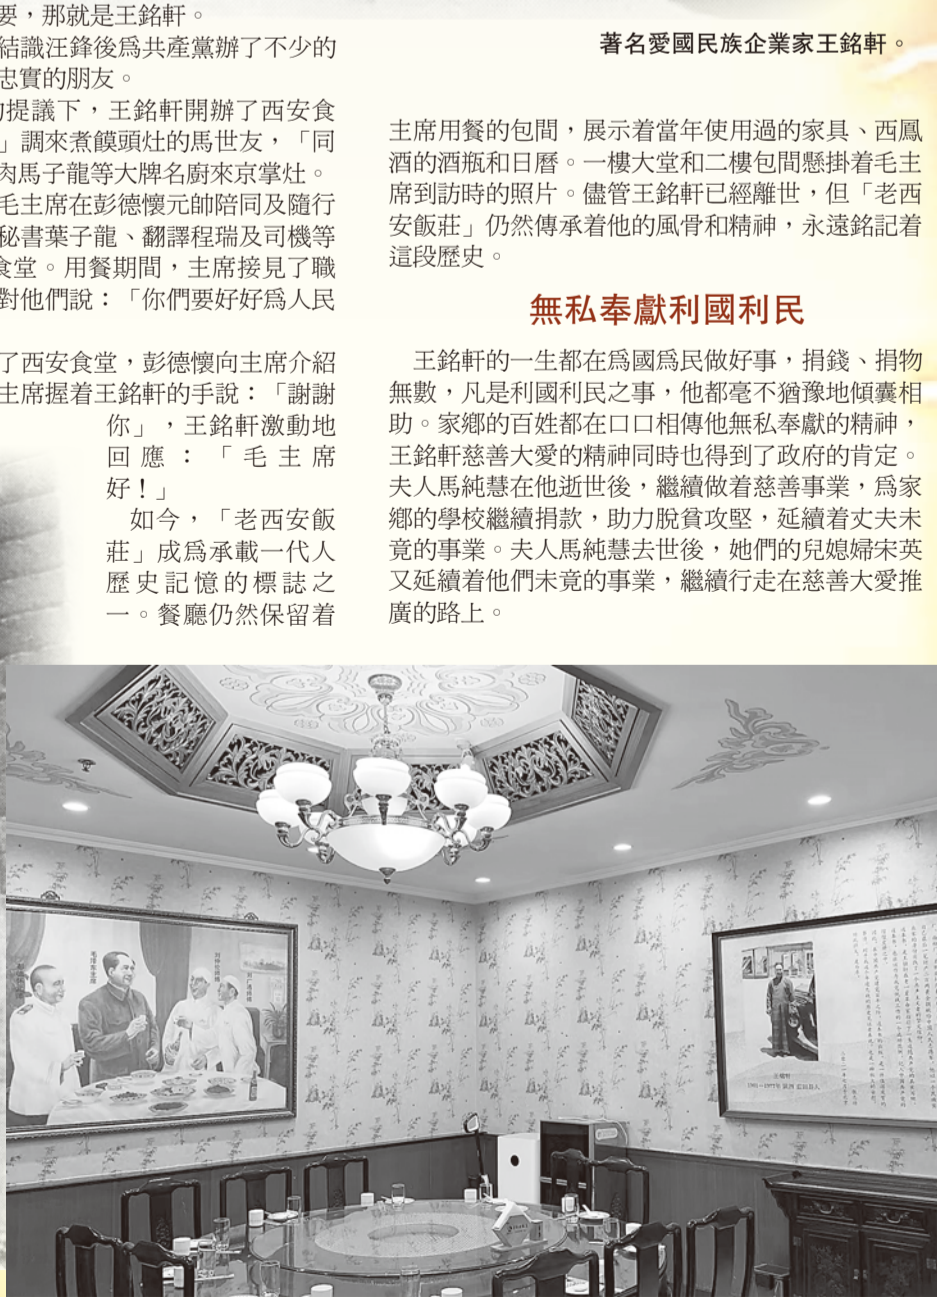 要，那就是王銘軒。
結識汪鋒後爲共產黨辦了不少的
忠實的朋友。
提議下，王銘軒開辦了西安食
」調來煮饃頭灶的馬世友，「同
肉馬子龍等大牌名廚來京掌灶。
毛主席在彭德懷元帥陪同及隨行
秘書葉子龍、翻譯程瑞及司機等
食堂。用餐期間，主席接見了職
對他們說：「你們要好好爲人民
了西安食堂，彭德懷向主席介紹
主席握着王銘軒的手說：「謝謝
你」，王銘軒激動地
回應：「毛主席
好！」
如今，「老西安飯
莊」成爲承載一代人
歷史記憶的標誌之
一。餐廳仍然保留着
著名愛國民族企業家王銘軒。
主席用餐的包間，展示着當年使用過的家具、西鳳
酒的酒瓶和日曆。一樓大堂和二樓包間懸掛着毛主
席到訪時的照片。儘管王銘軒已經離世，但「老西
安飯莊」仍然傳承着他的風骨和精神，永遠銘記着
這段歷史。
無私奉獻利國利民
王銘軒的一生都在爲國爲民做好事，捐錢、捐物
無數，凡是利國利民之事，他都毫不猶豫地傾囊相
助。家鄉的百姓都在口口相傳他無私奉獻的精神，
王銘軒慈善大愛的精神同時也得到了政府的肯定。
夫人馬純慧在他逝世後，繼續做着慈善事業，爲家
鄉的學校繼續捐款，助力脫貧攻堅，延續着丈夫未
竟的事業。夫人馬純慧去世後，她們的兒媳婦宋英
又延續着他們未竟的事業，繼續行走在慈善大愛推
廣的路上。
毛泽东主席